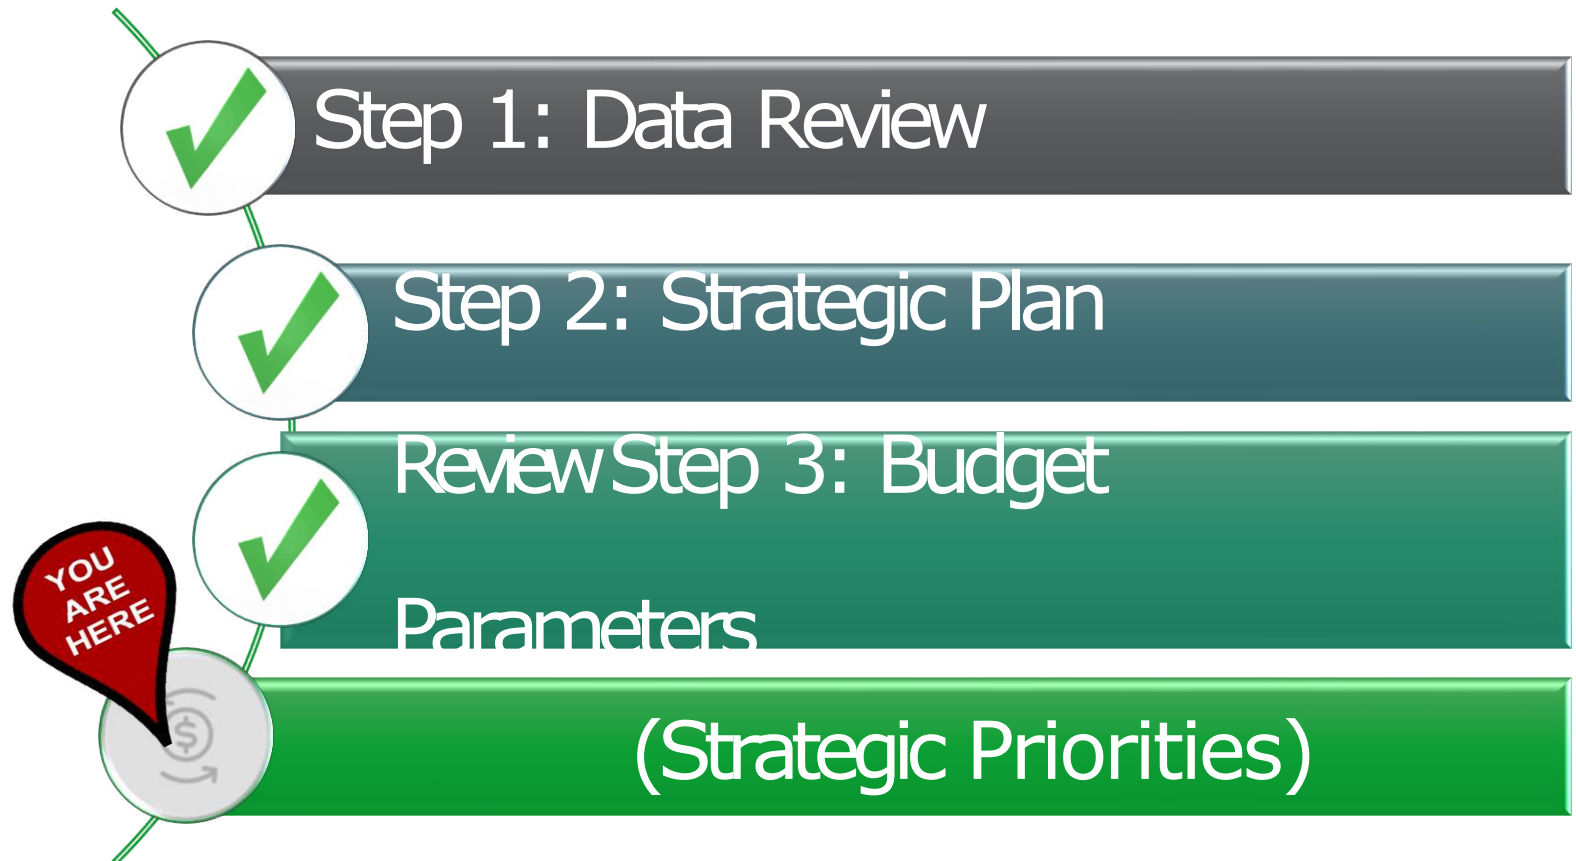 Step 1: Data Review
Step 2: Strategic Plan
Review Step 3: Budget
Parameters
YOU
ARE
HERE
$
(Strategic Priorities)